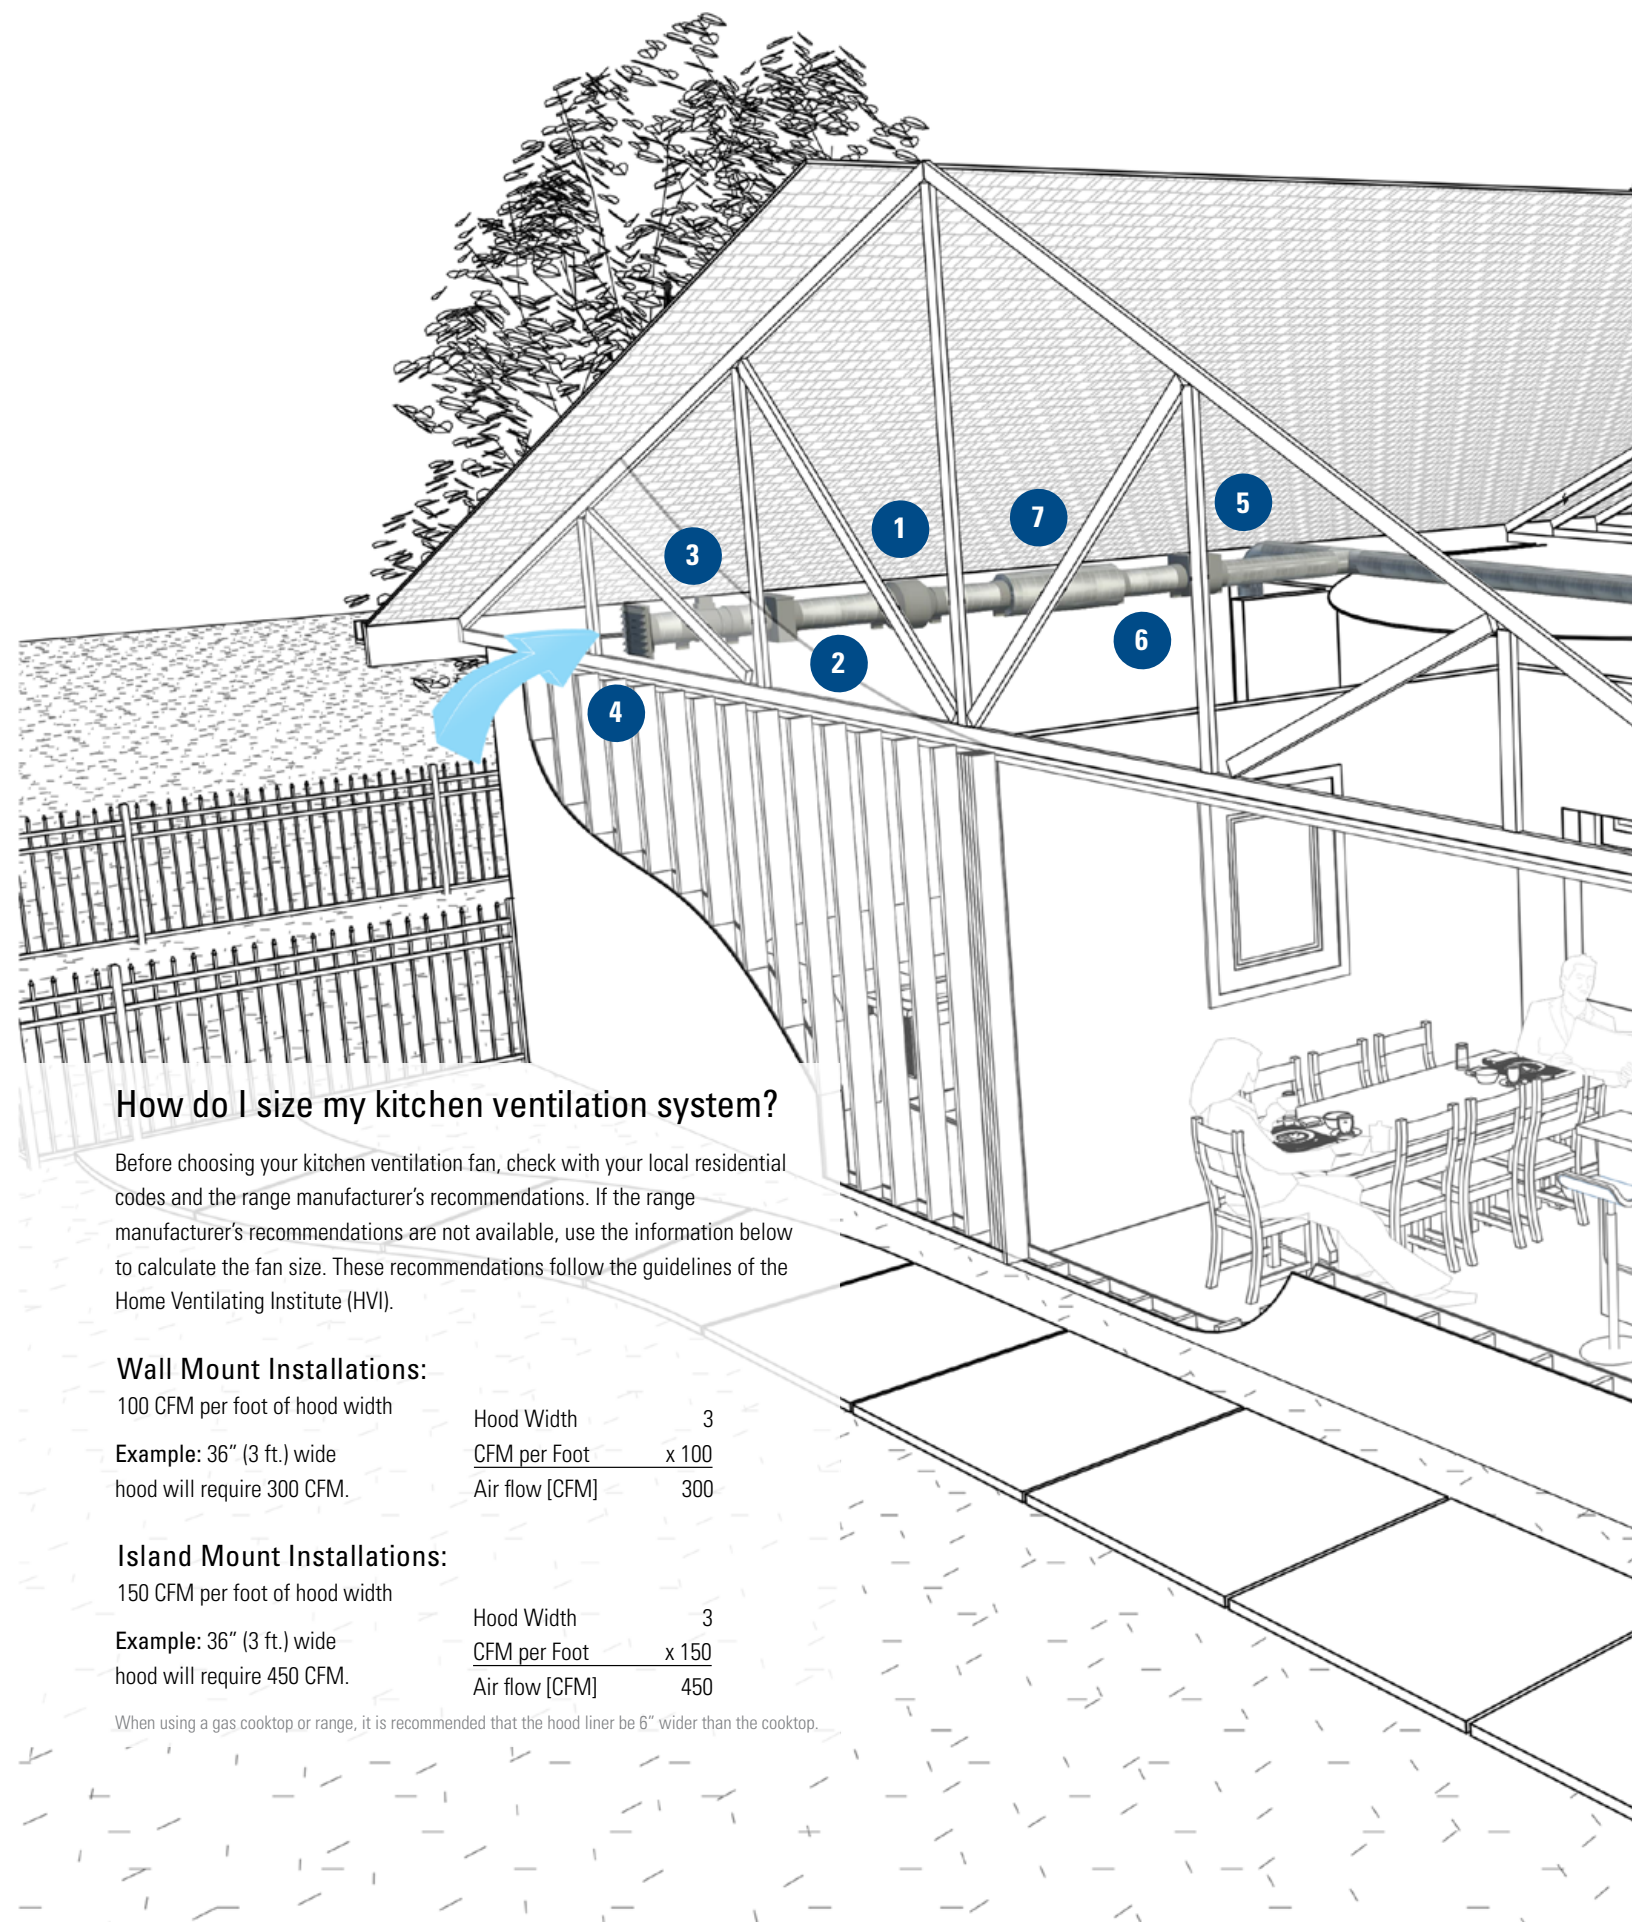 5
7
1
3
6
2
4
How do I size my kitchen ventilation system?
Before choosing your kitchen ventilation fan, check with your local residential
codes and the range manufacturer’s recommendations. If the range
manufacturer’s recommendations are not available, use the information below
to calculate the fan size. These recommendations follow the guidelines of the
Home Ventilating Institute (HVI).
Wall Mount Installations:
100 CFM per foot of hood width
Example: 36” (3 ft.) wide
hood will require 300 CFM.
Hood Width 3
CFM per Foot x 100
Air flow [CFM] 300
Island Mount Installations:
150 CFM per foot of hood width
Example: 36” (3 ft.) wide
hood will require 450 CFM.
Hood Width 3
CFM per Foot x 150
Air flow [CFM] 450
When using a gas cooktop or range, it is recommended that the hood liner be 6“ wider than the cooktop.